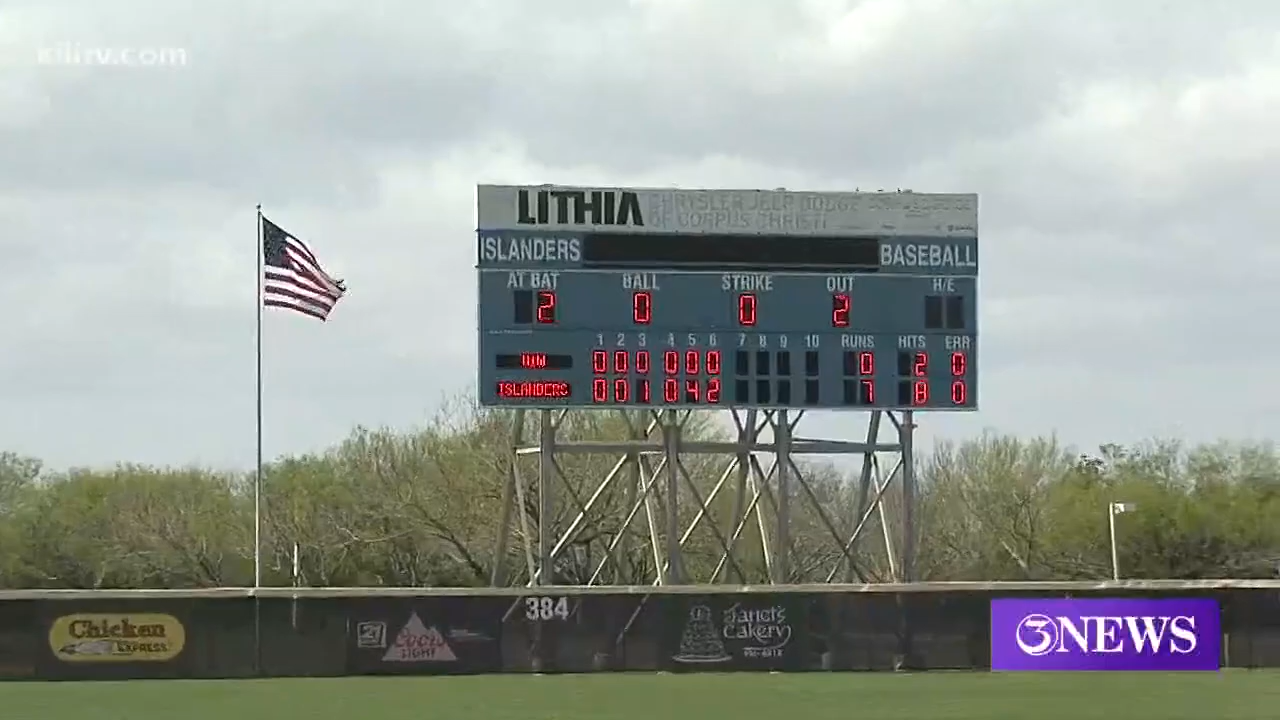 kiiitv.com
LITHIA CHRYSLER JEEP DODGE
OF CORPUS CHRISTI
ISLANDERS BASEBALL
AT BAT BALL STRIKE OUT H/E
2 0 0 2
1 2 3 4 5 6 7 8 9 10 RUNS HITS ERR
UIW 0 0 0 0 0 0 0 2 0
ISLANDERS 0 0 1 0 4 2 7 8 0
384
Chicken
EXPRESS
21
Coors
LIGHT
Janet's
Cakery
3NEWS